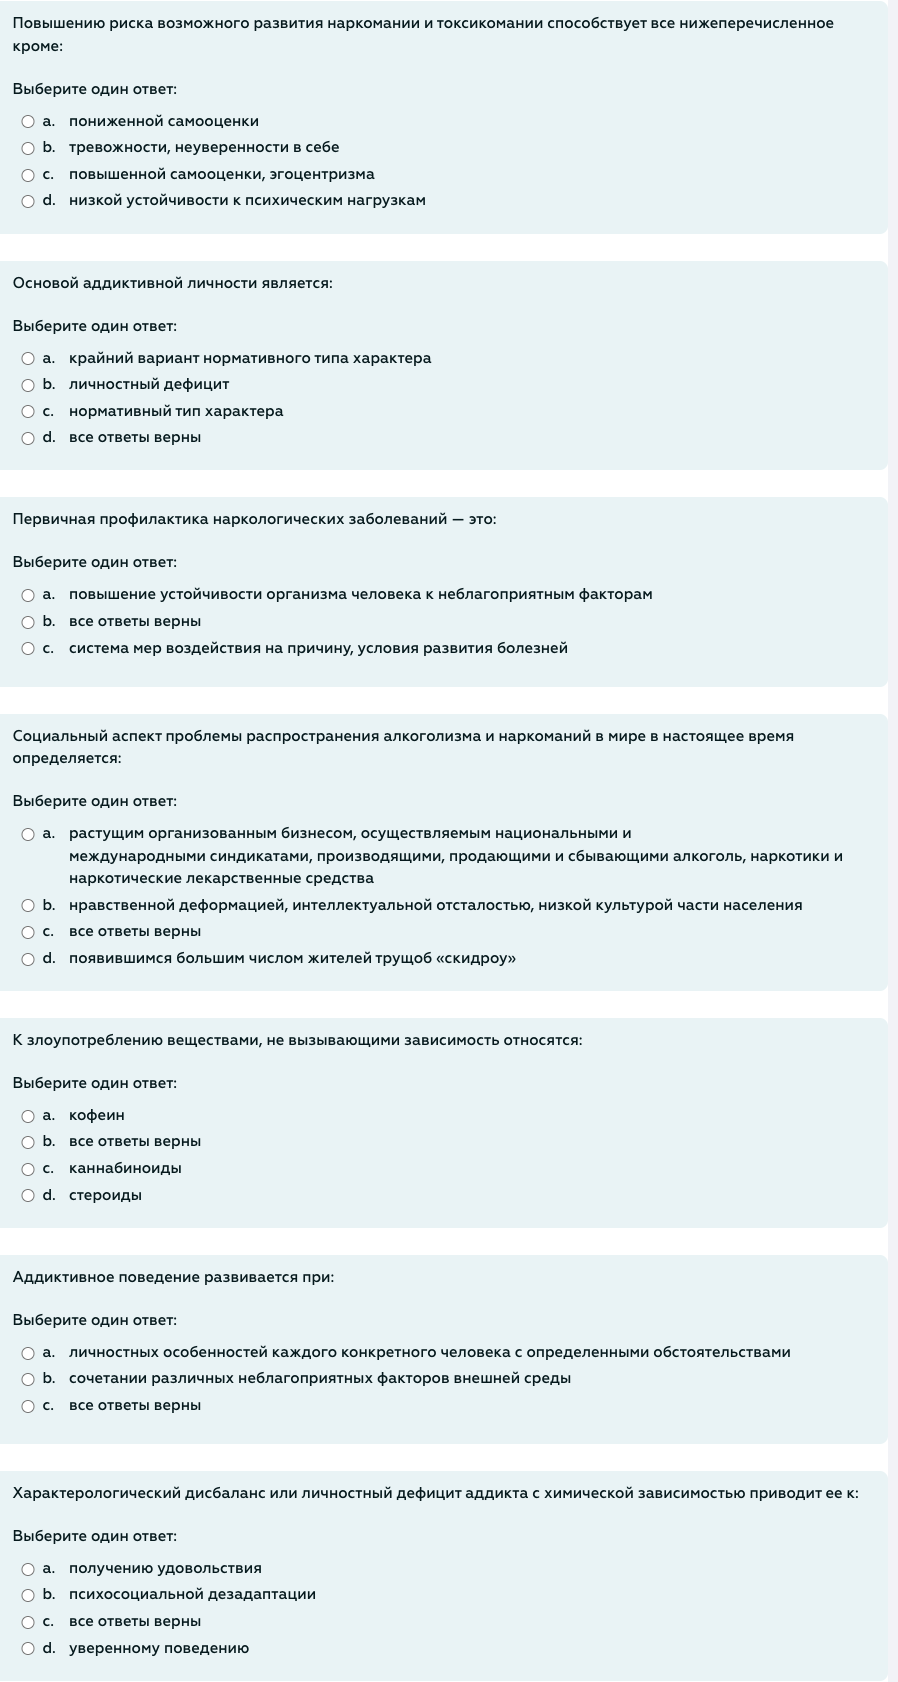 Повышению риска возможного развития наркомании и токсикомании способствует все нижеперечисленное
кроме:
Выберите один ответ:
a. пониженной самооценки
b. тревожности, неуверенности в себе
c. повышенной самооценки, эгоцентризма
d. низкой устойчивости к психическим нагрузкам
Основой аддиктивной личности является:
Выберите один ответ:
a. крайний вариант нормативного типа характера
b. личностный дефицит
c. нормативный тип характера
d. все ответы верны
Первичная профилактика наркологических заболеваний — это:
Выберите один ответ:
a. повышение устойчивости организма человека к неблагоприятным факторам
b. все ответы верны
c. система мер воздействия на причину, условия развития болезней
Социальный аспект проблемы распространения алкоголизма и наркоманий в мире в настоящее время
определяется:
Выберите один ответ:
a. растущим организованным бизнесом, осуществляемым национальными и
международными синдикатами, производящими, продающими и сбывающими алкоголь, наркотики и
наркотические лекарственные средства
b. нравственной деформацией, интеллектуальной отсталостью, низкой культурой части населения
c. все ответы верны
d. появившимся большим числом жителей трущоб «скидроу»
К злоупотреблению веществами, не вызывающими зависимость относятся:
Выберите один ответ:
a. кофеин
b. все ответы верны
c. каннабиноиды
d. стероиды
Аддиктивное поведение развивается при:
Выберите один ответ:
a. личностных особенностей каждого конкретного человека с определенными обстоятельствами
b. сочетании различных неблагоприятных факторов внешней среды
c. все ответы верны
Характерологический дисбаланс или личностный дефицит аддикта с химической зависимостью приводит ее к:
Выберите один ответ:
a. получению удовольствия
b. психосоциальной дезадаптации
c. все ответы верны
d. уверенному поведению